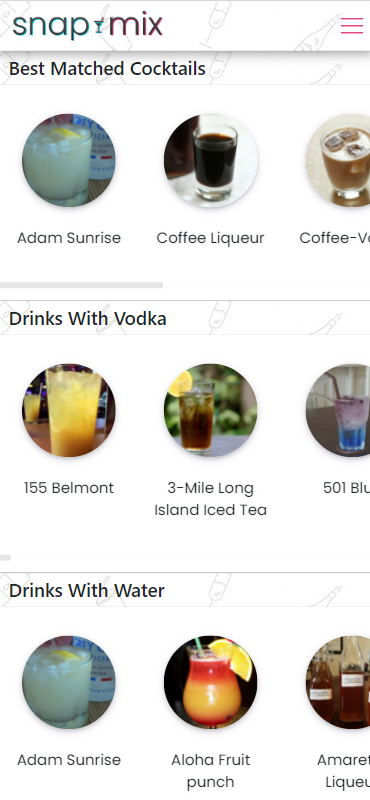 snap mix
Best Matched Cocktails
Adam Sunrise
Coffee Liqueur
Coffee-Vo
Drinks With Vodka
155 Belmont
3-Mile Long
Island Iced Tea
501 Blu
Drinks With Water
Adam Sunrise
Aloha Fruit
punch
Amaret
Liqueu